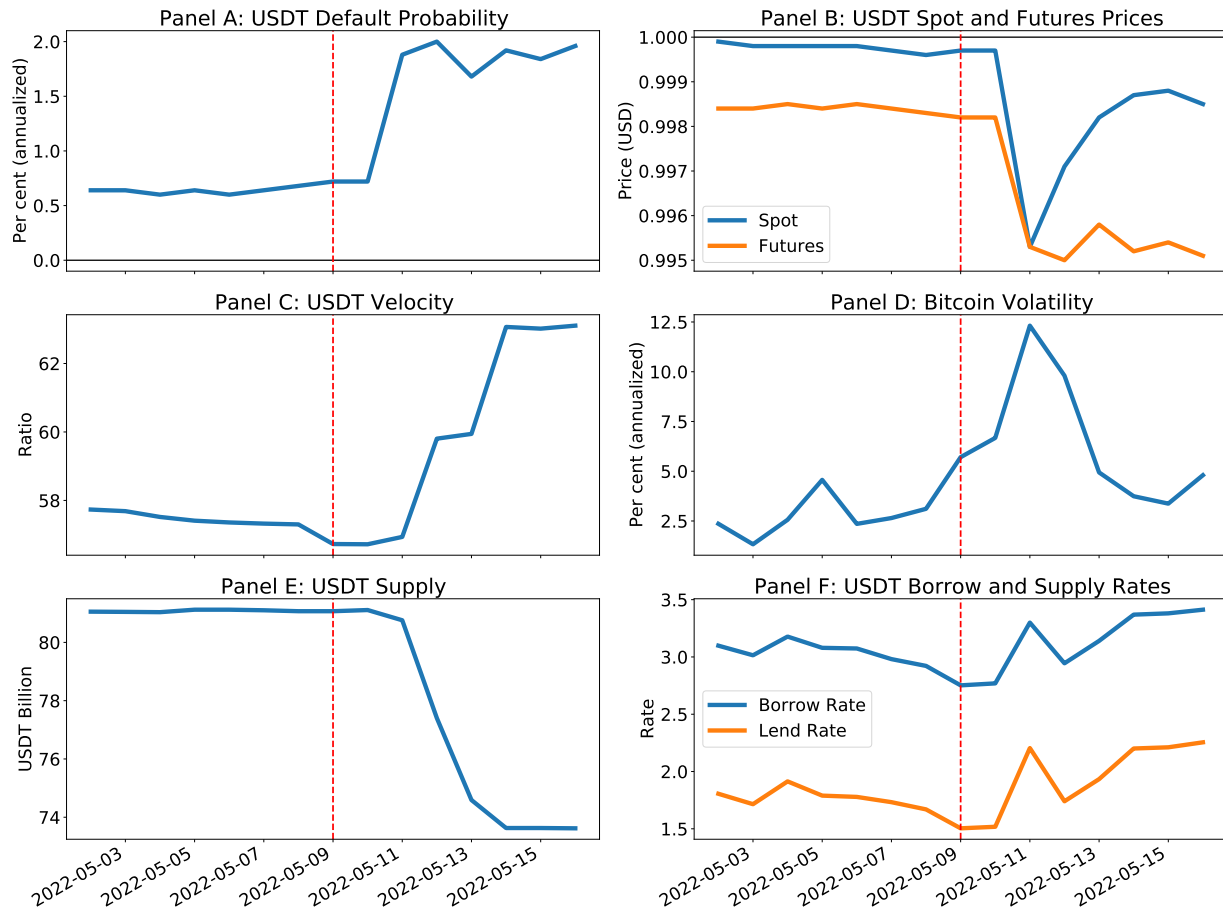 Panel A: USDT Default Probability
Per cent (annualized)
2.0
1.5
1.0
0.5
0.0
Panel B: USDT Spot and Futures Prices
Price (USD)
1.000
0.999
0.998
0.997
0.996
0.995
Spot
Futures
Panel C: USDT Velocity
Ratio
62
60
58
Panel D: Bitcoin Volatility
Per cent (annualized)
12.5
10.0
7.5
5.0
2.5
Panel E: USDT Supply
USDT Billion
80
78
76
74
2022-05-03
2022-05-05
2022-05-07
2022-05-09
2022-05-11
2022-05-13
2022-05-15
Panel F: USDT Borrow and Supply Rates
Rate
3.5
3.0
2.5
2.0
1.5
Borrow Rate
Lend Rate
2022-05-03
2022-05-05
2022-05-07
2022-05-09
2022-05-11
2022-05-13
2022-05-15